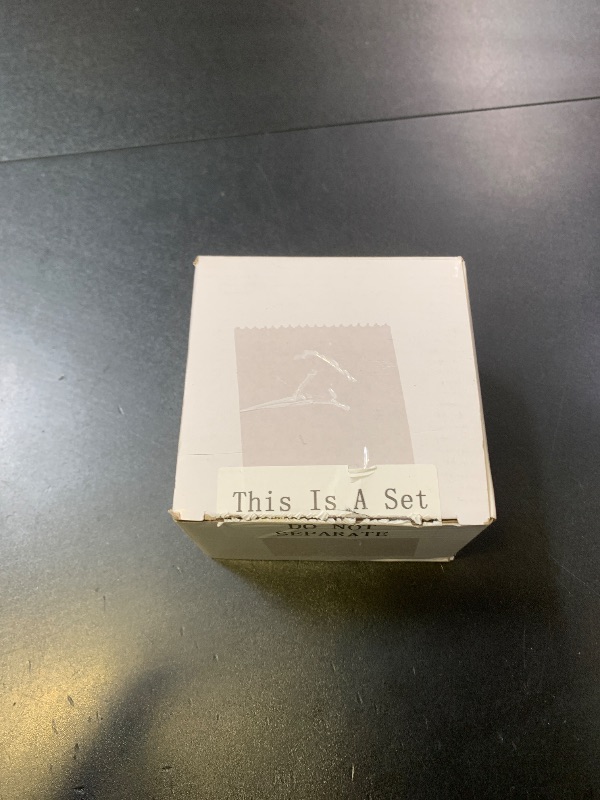 This Is A Set
DO NOT
SEPARATE